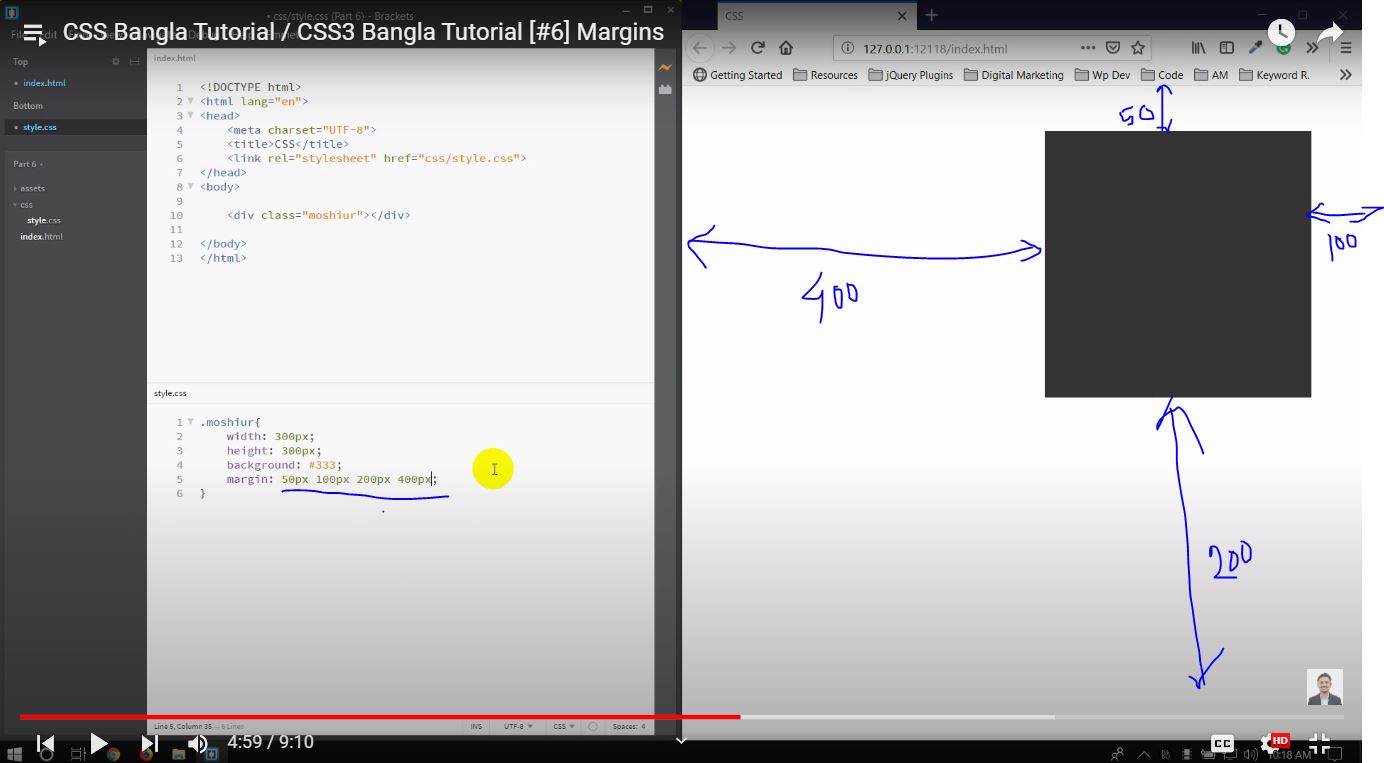 css/style.css (Part 6) - Brackets
CSS Bangla Tutorial / CSS3 Bangla Tutorial [#6] Margins
Top
index.html
Bottom
style.css
Part 6
assets
css
style.css
index.html
index.html
1 <!DOCTYPE html>
2 <html lang="en">
3 <head>
4 <meta charset="UTF-8">
5 <title>CSS</title>
6 <link rel="stylesheet" href="css/style.css">
7 </head>
8 <body>
9
10 <div class="moshiur"></div>
11
12 </body>
13 </html>
style.css
1 .moshiur{
2 width: 300px;
3 height: 300px;
4 background: #333;
5 margin: 50px 100px 200px 400px;
6 }
Line 5, Column 35 — 6 Lines
INS UTF-8 CSS Spaces: 4
4:59 / 9:10
CSS
127.0.0.1:12118/index.html
Getting Started Resources jQuery Plugins Digital Marketing Wp Dev Code AM Keyword R.
50
100
400
200
CC HD
10:18 AM